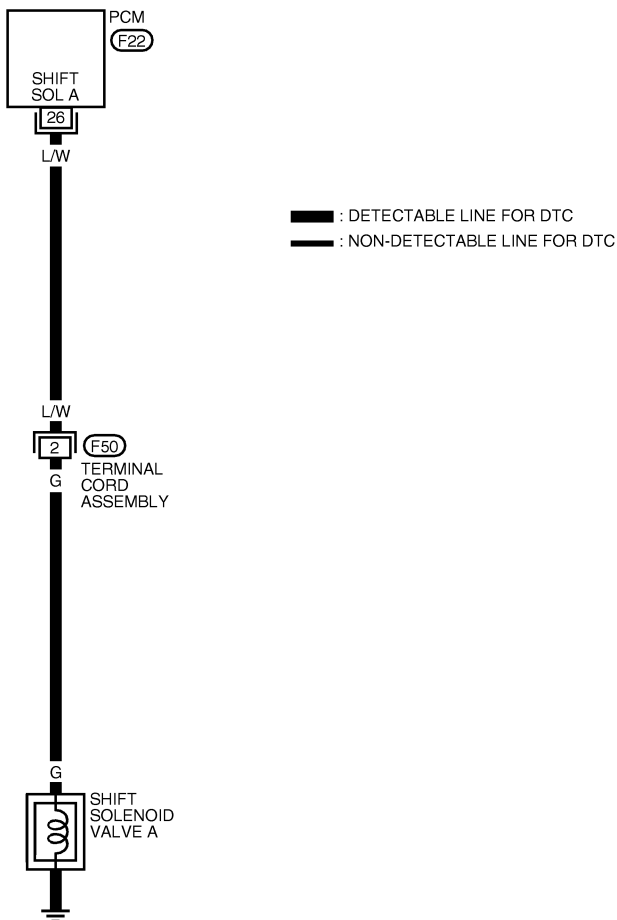 PCM
F22
SHIFT
SOL A
26
L/W
: DETECTABLE LINE FOR DTC
: NON-DETECTABLE LINE FOR DTC
L/W
2
F50
TERMINAL
CORD
ASSEMBLY
G
G
SHIFT
SOLENOID
VALVE A